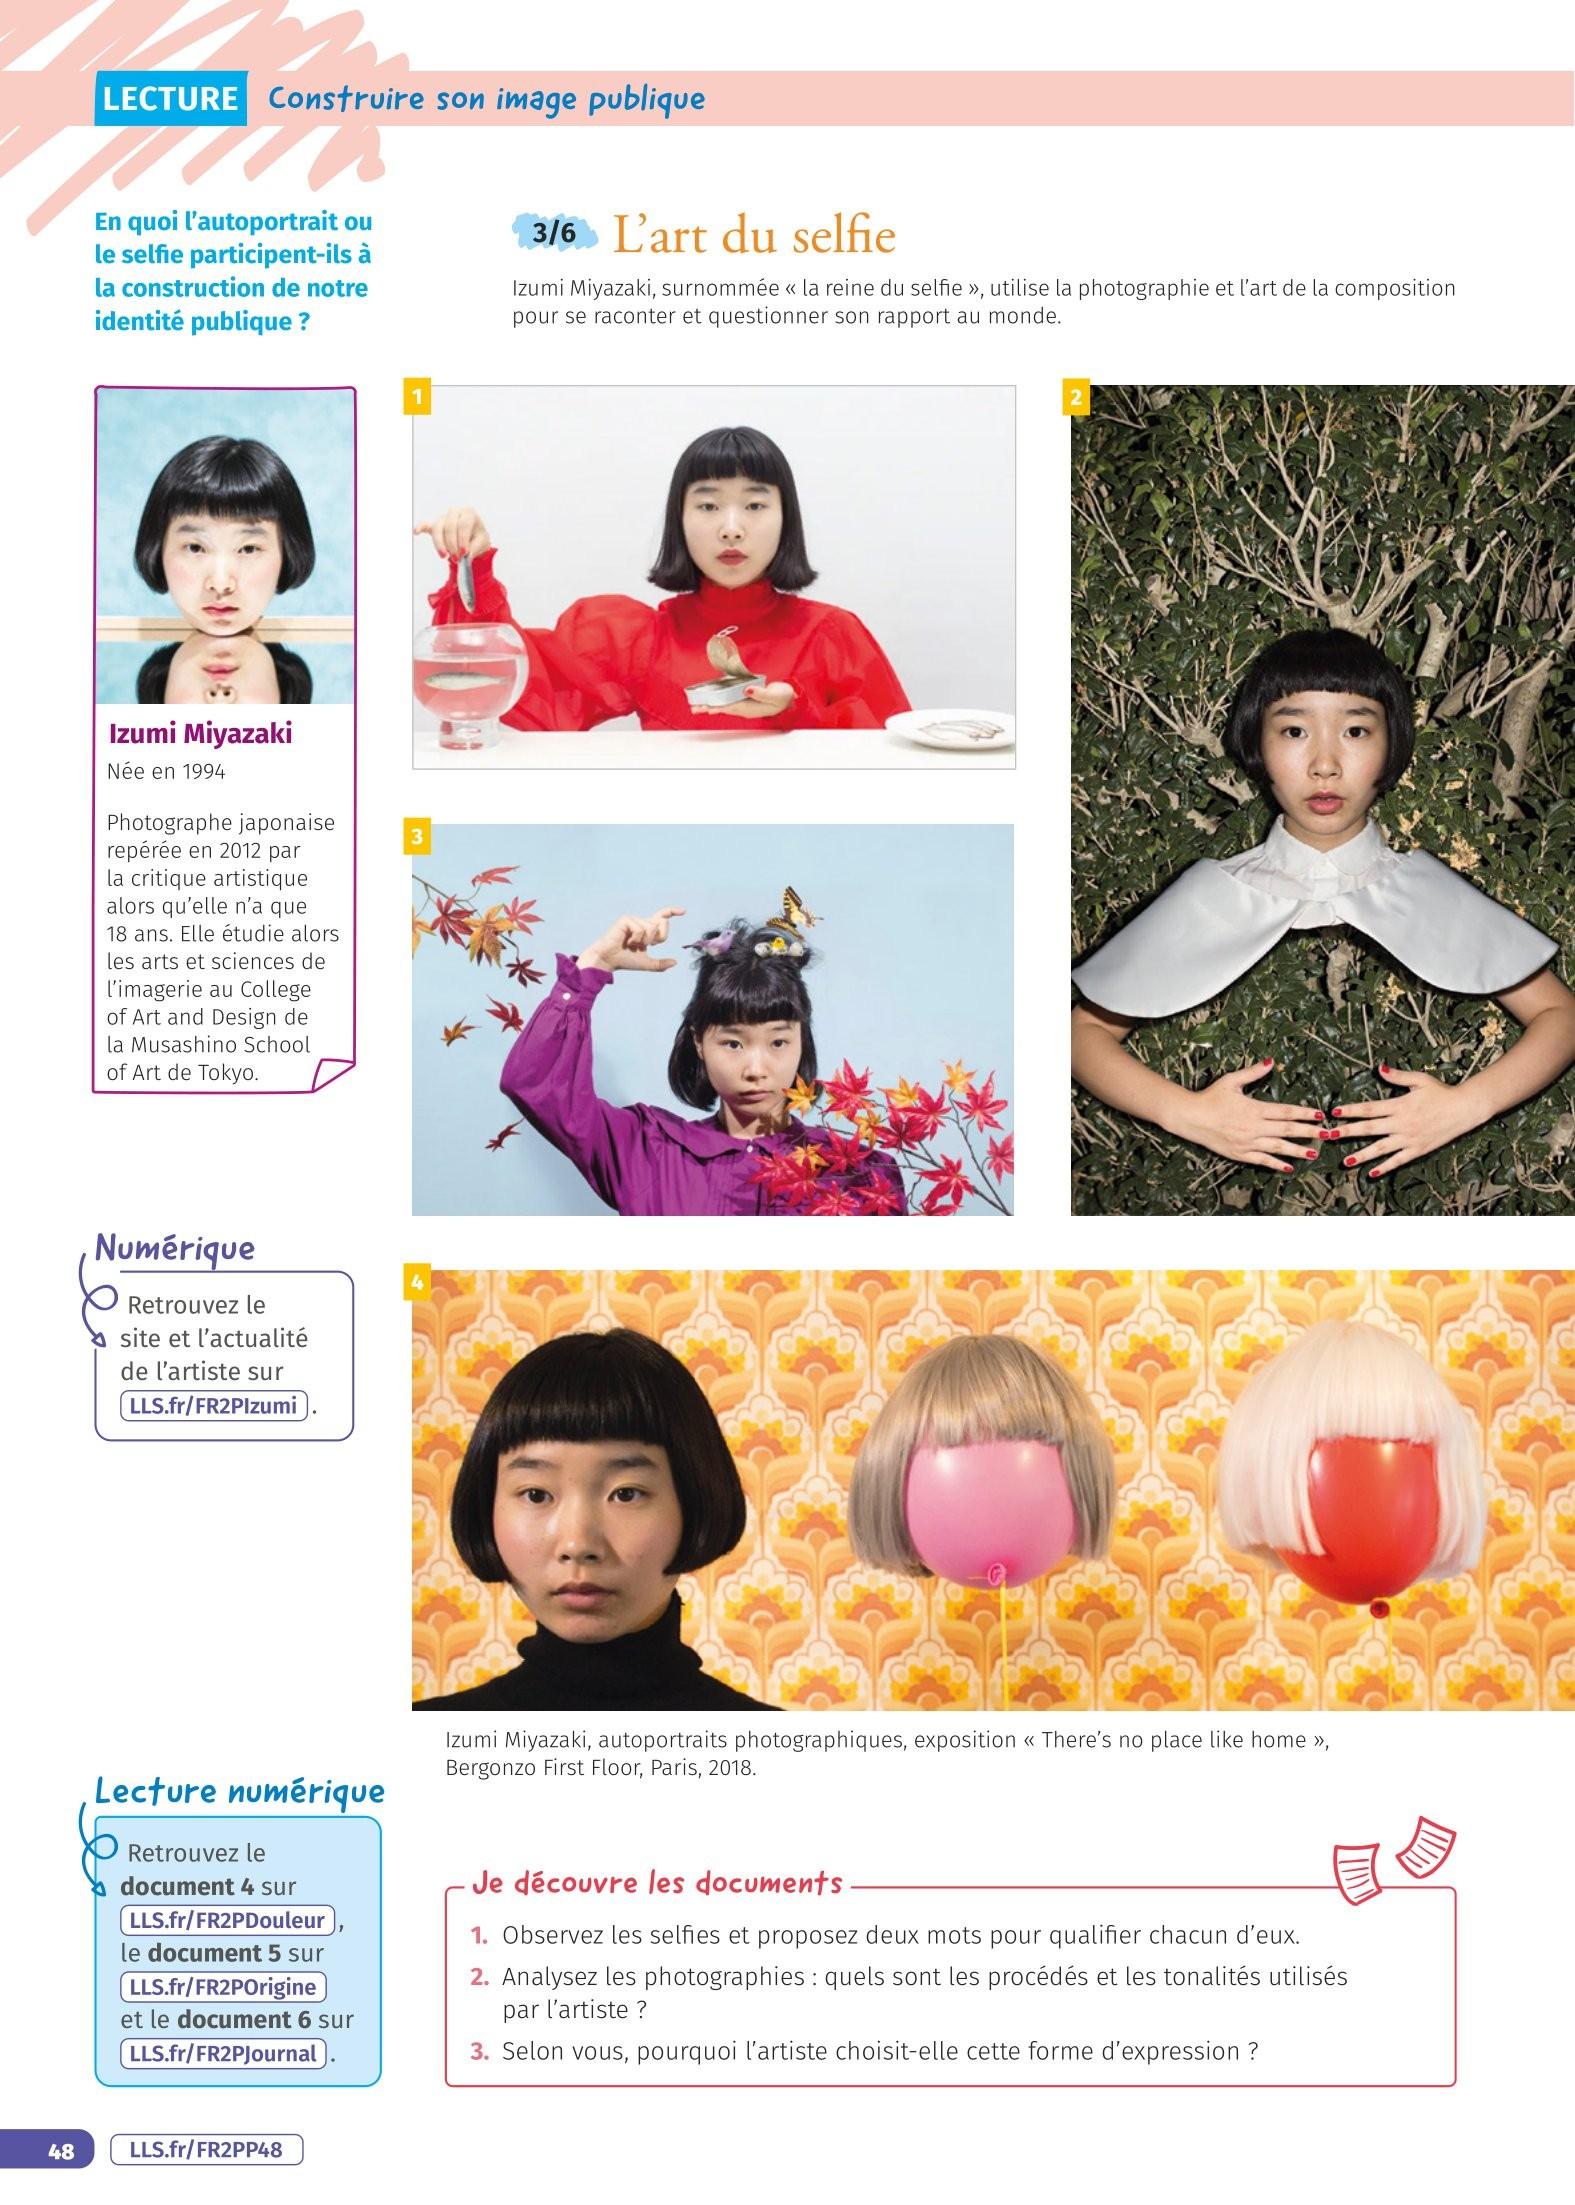 LECTURE Construire son image publique
En quoi l’autoportrait ou
le selfie participent-ils à
la construction de notre
identité publique ?
3/6 L’art du selfie
Izumi Miyazaki, surnommée « la reine du selfie », utilise la photographie et l’art de la composition
pour se raconter et questionner son rapport au monde.
Izumi Miyazaki
Née en 1994
Photographe japonaise
repérée en 2012 par
la critique artistique
alors qu’elle n’a que
18 ans. Elle étudie alors
les arts et sciences de
l’imagerie au College
of Art and Design de
la Musashino School
of Art de Tokyo.
1
2
3
4
Numérique
Retrouvez le
site et l’actualité
de l’artiste sur
LLS.fr/FR2PIzumi .
Izumi Miyazaki, autoportraits photographiques, exposition « There’s no place like home »,
Bergonzo First Floor, Paris, 2018.
Lecture numérique
Retrouvez le
document 4 sur
LLS.fr/FR2PDouleur ,
le document 5 sur
LLS.fr/FR2POrigine
et le document 6 sur
LLS.fr/FR2PJournal .
Je découvre les documents
1. Observez les selfies et proposez deux mots pour qualifier chacun d’eux.
2. Analysez les photographies : quels sont les procédés et les tonalités utilisés
par l’artiste ?
3. Selon vous, pourquoi l’artiste choisit-elle cette forme d’expression ?
48 LLS.fr/FR2PP48